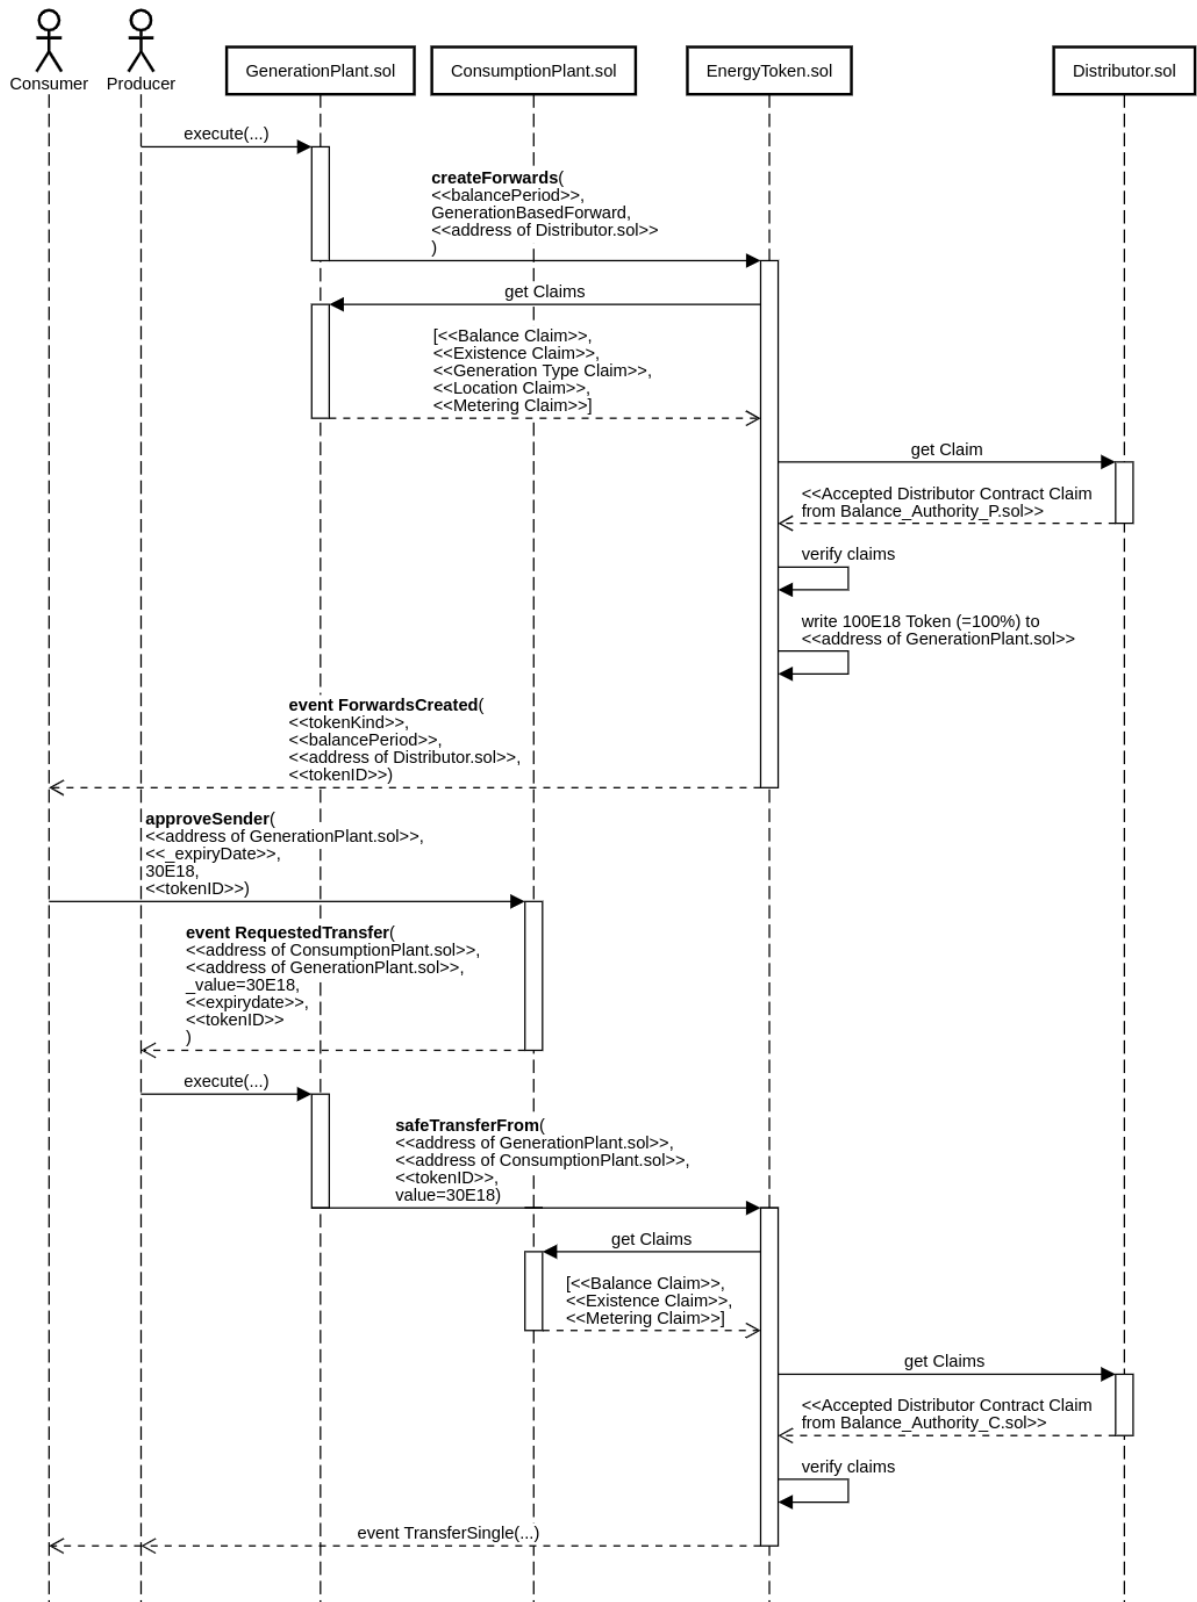 Consumer
Producer
GenerationPlant.sol
ConsumptionPlant.sol
EnergyToken.sol
Distributor.sol
execute(...)
createForwards(
<<balancePeriod>>,
GenerationBasedForward,
<<address of Distributor.sol>>
)
get Claims
[<<Balance Claim>>,
<<Existence Claim>>,
<<Generation Type Claim>>,
<<Location Claim>>,
<<Metering Claim>>]
get Claim
<<Accepted Distributor Contract Claim
from Balance_Authority_P.sol>>
verify claims
write 100E18 Token (=100%) to
<<address of GenerationPlant.sol>>
event ForwardsCreated(
<<tokenKind>>,
<<balancePeriod>>,
<<address of Distributor.sol>>,
<<tokenID>>)
approveSender(
<<address of GenerationPlant.sol>>,
<<_expiryDate>>,
30E18,
<<tokenID>>)
event RequestedTransfer(
<<address of ConsumptionPlant.sol>>,
<<address of GenerationPlant.sol>>,
_value=30E18,
<<expirydate>>,
<<tokenID>>
)
execute(...)
safeTransferFrom(
<<address of GenerationPlant.sol>>,
<<address of ConsumptionPlant.sol>>,
<<tokenID>>,
value=30E18)
get Claims
[<<Balance Claim>>,
<<Existence Claim>>,
<<Metering Claim>>]
get Claims
<<Accepted Distributor Contract Claim
from Balance_Authority_C.sol>>
verify claims
event TransferSingle(...)